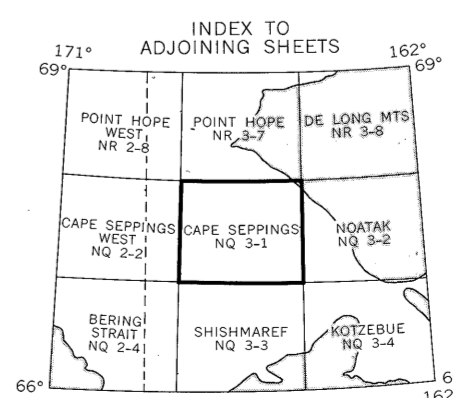 INDEX TO
ADJOINING SHEETS
171°
162°
69°
69°
POINT HOPE
WEST
NR 2-8
POINT HOPE
NR 3-7
DE LONG MTS
NR 3-8
CAPE SEPPINGS
WEST
NQ 2-2
CAPE SEPPINGS
NQ 3-1
NOATAK
NQ 3-2
BERING
STRAIT
NQ 2-4
SHISHMAREF
NQ 3-3
KOTZEBUE
NQ 3-4
66°
6
162